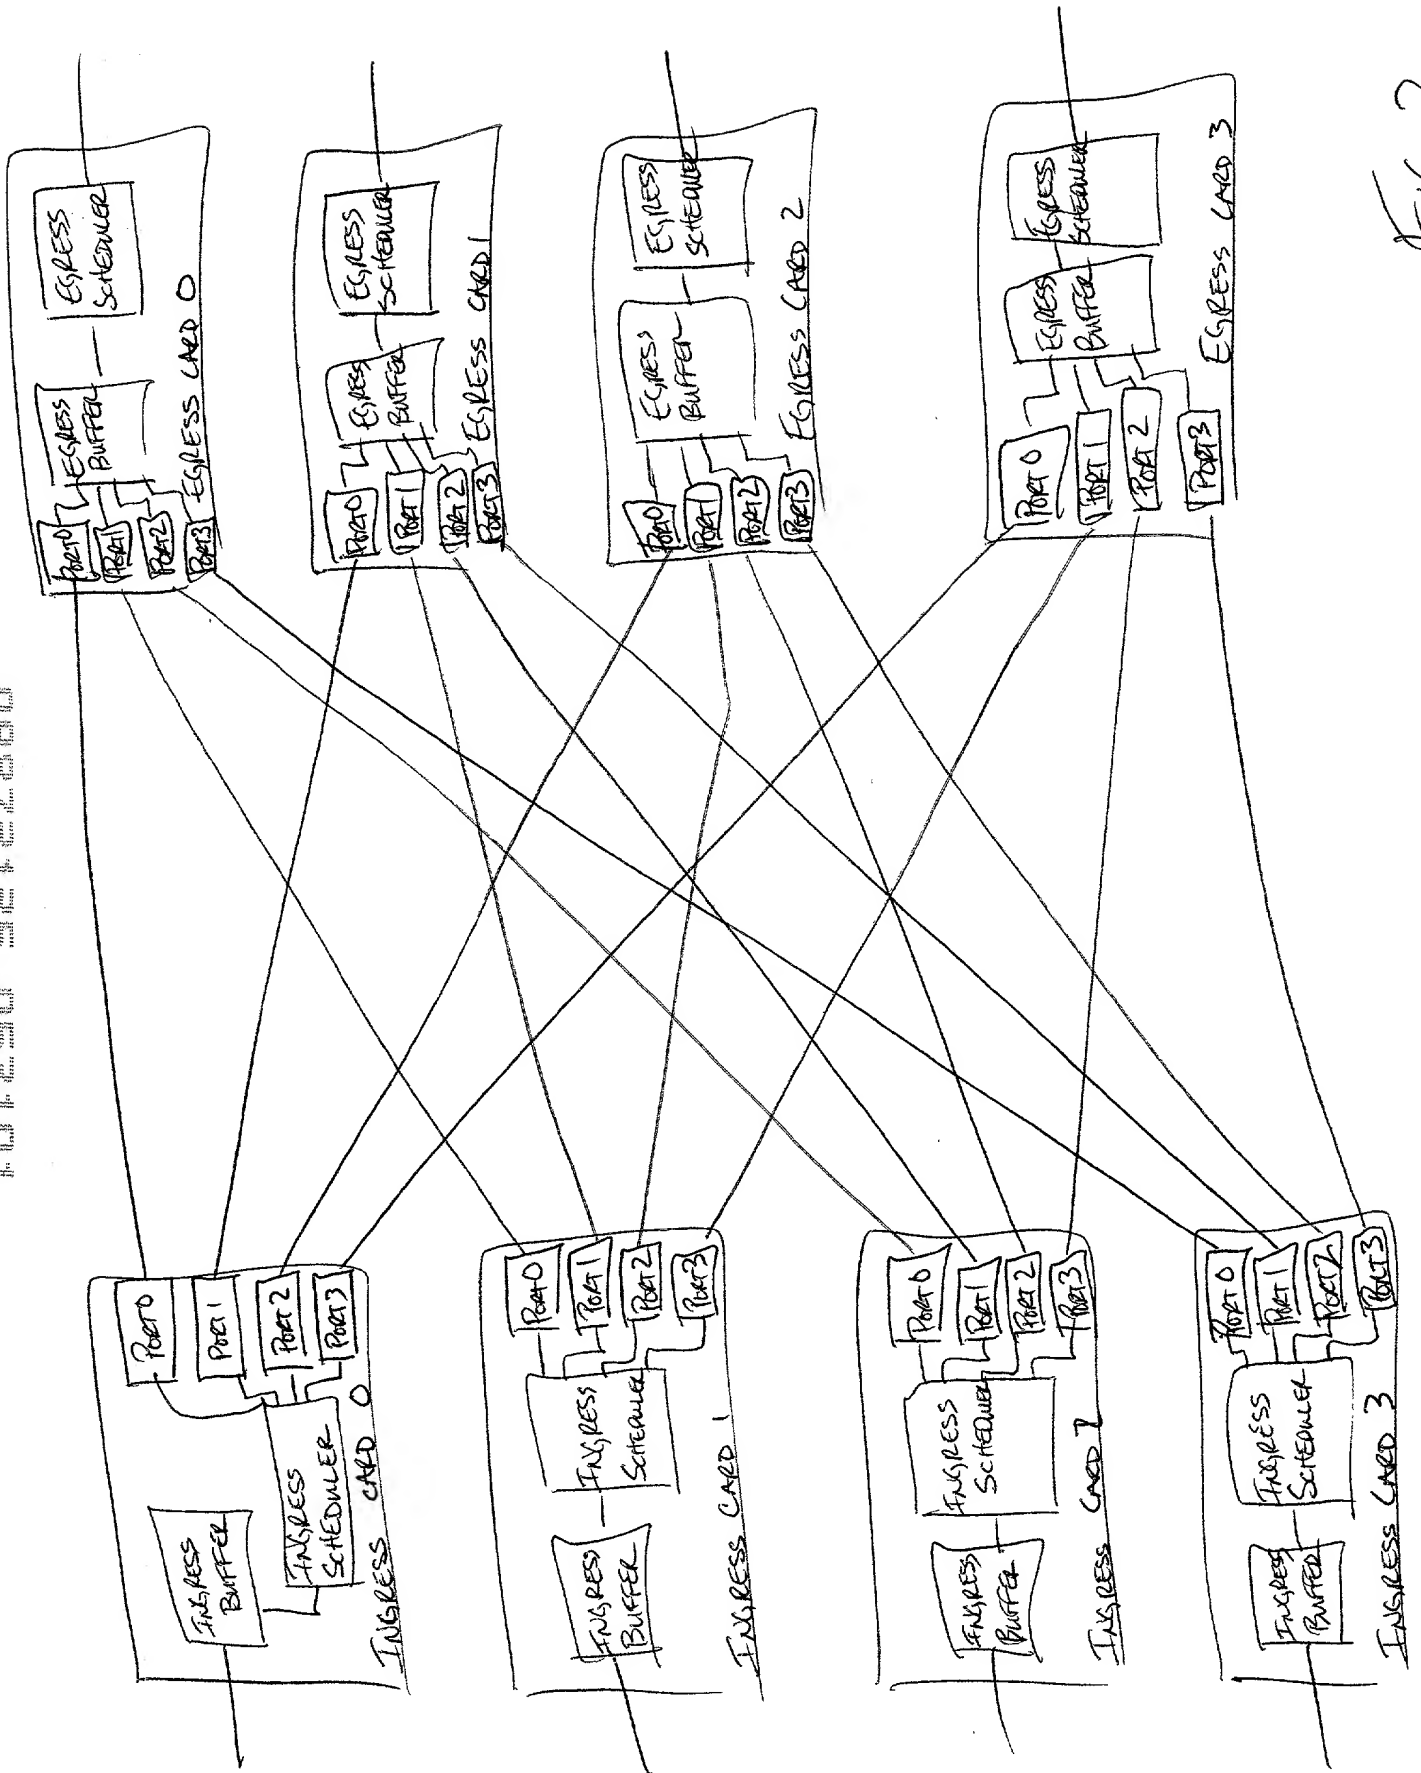 INGRESS
BUFFER
INGRESS
SCHEDULER
PORT 0
PORT 1
PORT 2
PORT 3
INGRESS CARD 0
INGRESS
BUFFER
INGRESS
SCHEDULER
PORT 0
PORT 1
PORT 2
PORT 3
INGRESS CARD 1
INGRESS
BUFFER
INGRESS
SCHEDULER
PORT 0
PORT 1
PORT 2
PORT 3
INGRESS CARD 2
INGRESS
BUFFER
INGRESS
SCHEDULER
PORT 0
PORT 1
PORT 2
PORT 3
INGRESS CARD 3
PORT 0
PORT 1
PORT 2
PORT 3
EGRESS
BUFFER
EGRESS
SCHEDULER
EGRESS CARD 0
PORT 0
PORT 1
PORT 2
PORT 3
EGRESS
BUFFER
EGRESS
SCHEDULER
EGRESS CARD 1
PORT 0
PORT 1
PORT 2
PORT 3
EGRESS
BUFFER
EGRESS
SCHEDULER
EGRESS CARD 2
PORT 0
PORT 1
PORT 2
PORT 3
EGRESS
BUFFER
EGRESS
SCHEDULER
EGRESS CARD 3